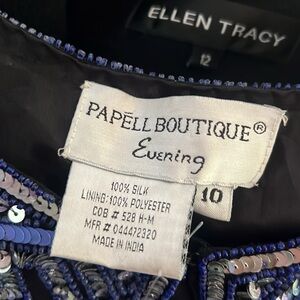 ELLEN TRACY
12
PAPELL BOUTIQUE®
Evening
10
100% SILK
LINING: 100% POLYESTER
COB # 528 H-M
MFR # 044472320
MADE IN INDIA